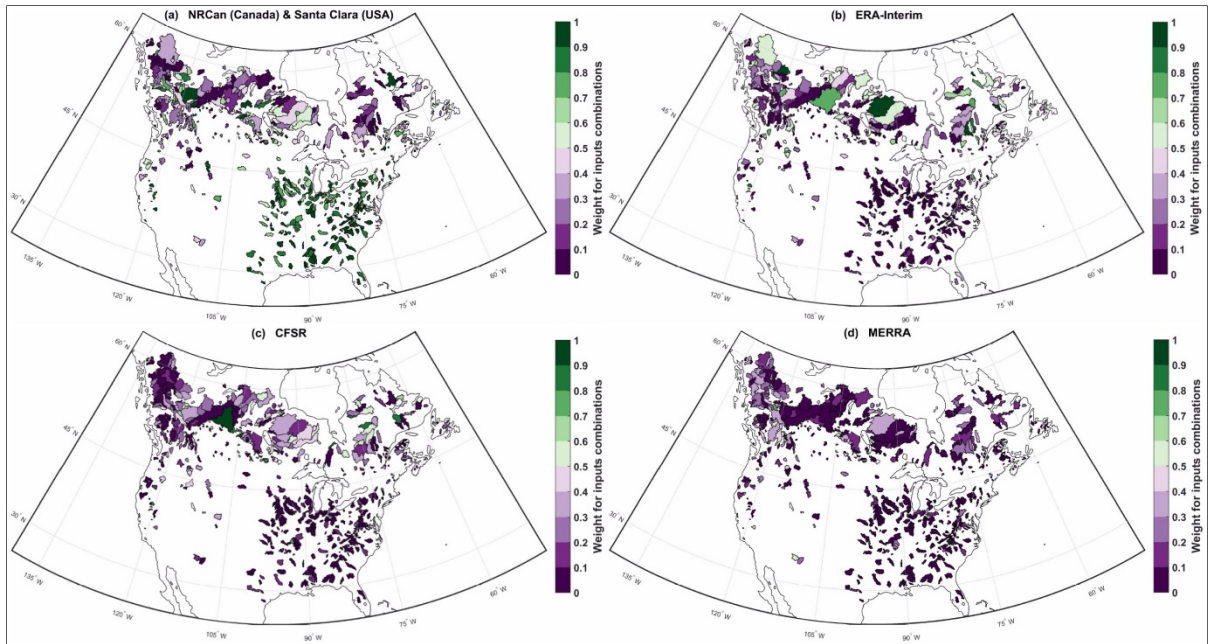 (a) NRCan (Canada) & Santa Clara (USA)
60° N
45° N
30° N
135° W
120° W
105° W
90° W
75° W
60° W
1
0.9
0.8
0.7
0.6
0.5
0.4
0.3
0.2
0.1
0
Weight for inputs combinations
(b) ERA-Interim
60° N
45° N
30° N
135° W
120° W
105° W
90° W
75° W
60° W
1
0.9
0.8
0.7
0.6
0.5
0.4
0.3
0.2
0.1
0
Weight for inputs combinations
(c) CFSR
60° N
45° N
30° N
135° W
120° W
105° W
90° W
75° W
60° W
1
0.9
0.8
0.7
0.6
0.5
0.4
0.3
0.2
0.1
0
Weight for inputs combinations
(d) MERRA
60° N
45° N
30° N
135° W
120° W
105° W
90° W
75° W
60° W
1
0.9
0.8
0.7
0.6
0.5
0.4
0.3
0.2
0.1
0
Weight for inputs combinations